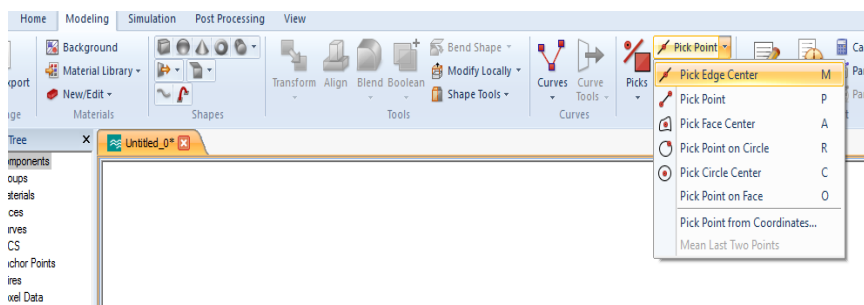 Home Modeling Simulation Post Processing View
Background
Material Library
New/Edit
Materials
Shapes
Transform Align Blend Boolean
Bend Shape
Modify Locally
Shape Tools
Tools
Curves Curve
Tools
Curves
Picks
Pick Point
Pick Edge Center M
Pick Point P
Pick Face Center A
Pick Point on Circle R
Pick Circle Center C
Pick Point on Face O
Pick Point from Coordinates...
Mean Last Two Points
Tree X
Untitled_0*